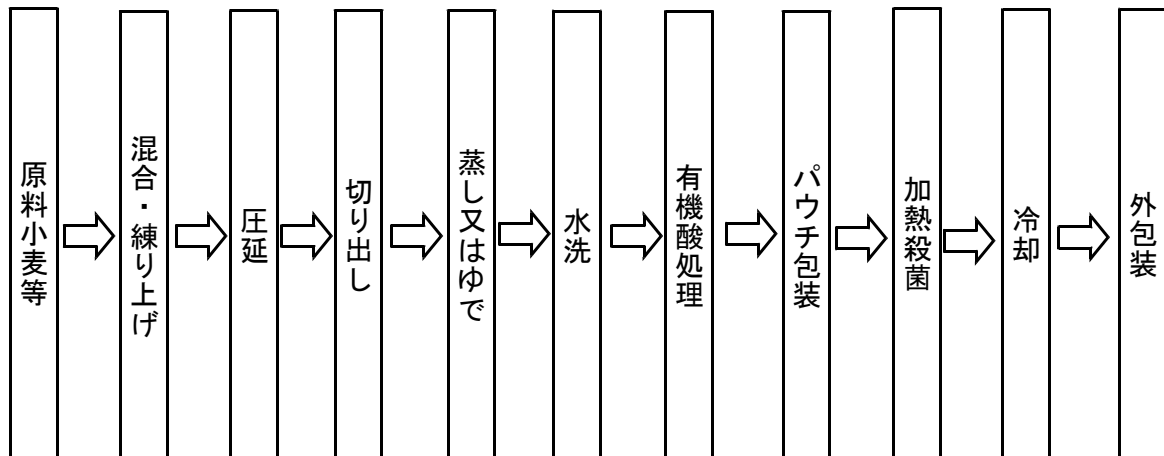 原料小麦等
混合・練り上げ
圧延
切り出し
蒸し又はゆで
水洗
有機酸処理
パウチ包装
加熱殺菌
冷却
外包装